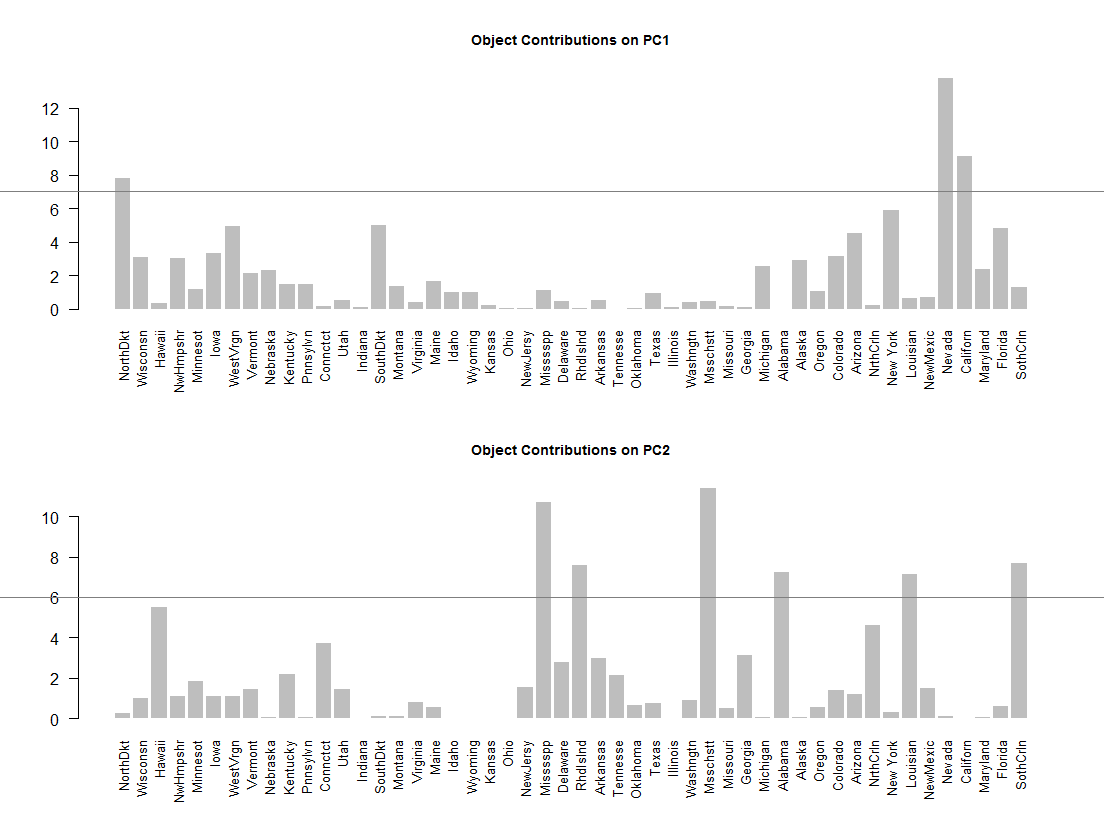 Object Contributions on PC1
12
10
8
6
4
2
0
NorthDkt
Wisconsn
Hawaii
NwHmpshr
Minnesot
Iowa
WestVrgn
Vermont
Nebraska
Kentucky
Pnnsylvn
Connctct
Utah
Indiana
SouthDkt
Montana
Virginia
Maine
Idaho
Wyoming
Kansas
Ohio
NewJersy
Misssspp
Delaware
RhdIslnd
Arkansas
Tennesse
Oklahoma
Texas
Illinois
Washngtn
Msschstt
Missouri
Georgia
Michigan
Alabama
Alaska
Oregon
Colorado
Arizona
NrthCrln
New York
Louisian
NewMexic
Nevada
Californ
Maryland
Florida
SothCrln
Object Contributions on PC2
10
8
6
4
2
0
NorthDkt
Wisconsn
Hawaii
NwHmpshr
Minnesot
Iowa
WestVrgn
Vermont
Nebraska
Kentucky
Pnnsylvn
Connctct
Utah
Indiana
SouthDkt
Montana
Virginia
Maine
Idaho
Wyoming
Kansas
Ohio
NewJersy
Misssspp
Delaware
RhdIslnd
Arkansas
Tennesse
Oklahoma
Texas
Illinois
Washngtn
Msschstt
Missouri
Georgia
Michigan
Alabama
Alaska
Oregon
Colorado
Arizona
NrthCrln
New York
Louisian
NewMexic
Nevada
Californ
Maryland
Florida
SothCrln